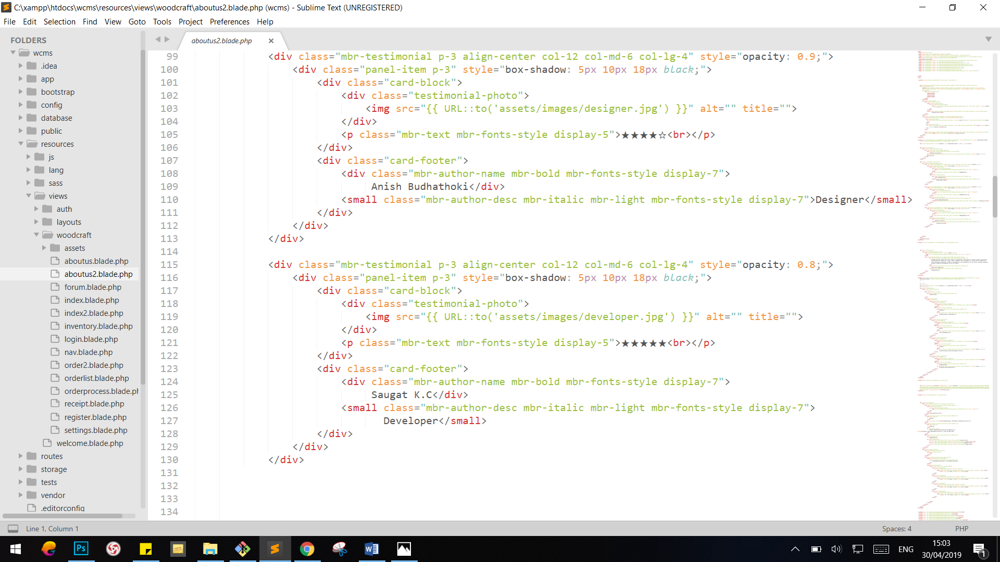 C:\xampp\htdocs\wcms\resources\views\woodcraft\aboutus2.blade.php (wcms) - Sublime Text (UNREGISTERED)
File Edit Selection Find View Goto Tools Project Preferences Help
FOLDERS
wcms
.idea
app
bootstrap
config
database
public
resources
js
lang
sass
views
auth
layouts
woodcraft
assets
aboutus.blade.php
aboutus2.blade.php
forum.blade.php
index.blade.php
index2.blade.php
inventory.blade.php
login.blade.php
nav.blade.php
order2.blade.php
orderlist.blade.php
orderprocess.blade.ph
receipt.blade.php
register.blade.php
settings.blade.php
welcome.blade.php
routes
storage
tests
vendor
.editorconfig
aboutus2.blade.php ×
99 <div class="mbr-testimonial p-3 align-center col-12 col-md-6 col-lg-4" style="opacity: 0.9;">
100 <div class="panel-item p-3" style="box-shadow: 5px 10px 18px black;">
101 <div class="card-block">
102 <div class="testimonial-photo">
103 <img src="{{ URL::to('assets/images/designer.jpg') }}" alt="" title="">
104 </div>
105 <p class="mbr-text mbr-fonts-style display-5">★★★★☆<br></p>
106 </div>
107 <div class="card-footer">
108 <div class="mbr-author-name mbr-bold mbr-fonts-style display-7">
109 Anish Budhathoki</div>
110 <small class="mbr-author-desc mbr-italic mbr-light mbr-fonts-style display-7">Designer</small>
111 </div>
112 </div>
113 </div>
114
115 <div class="mbr-testimonial p-3 align-center col-12 col-md-6 col-lg-4" style="opacity: 0.8;">
116 <div class="panel-item p-3" style="box-shadow: 5px 10px 18px black;">
117 <div class="card-block">
118 <div class="testimonial-photo">
119 <img src="{{ URL::to('assets/images/developer.jpg') }}" alt="" title="">
120 </div>
121 <p class="mbr-text mbr-fonts-style display-5">★★★★★<br></p>
122 </div>
123 <div class="card-footer">
124 <div class="mbr-author-name mbr-bold mbr-fonts-style display-7">
125 Saugat K.C</div>
126 <small class="mbr-author-desc mbr-italic mbr-light mbr-fonts-style display-7">
127 Developer</small>
128 </div>
129 </div>
130 </div>
131
132
133
134
Line 1, Column 1 Spaces: 4 PHP
Ps
ENG
15:03
30/04/2019
1